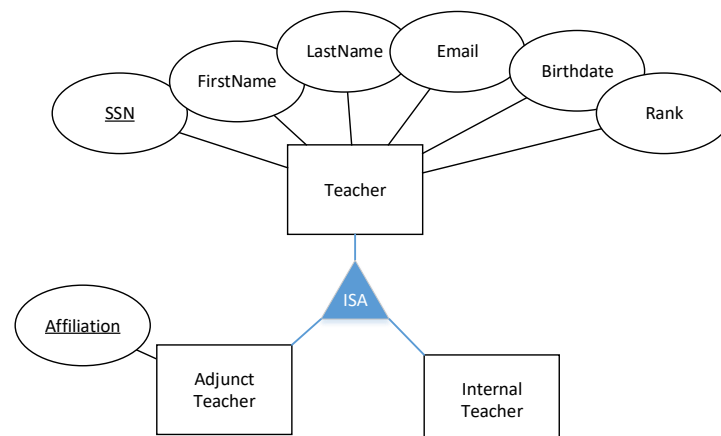 LastName
Email
FirstName
Birthdate
SSN
Rank
Teacher
ISA
Affiliation
Adjunct
Teacher
Internal
Teacher